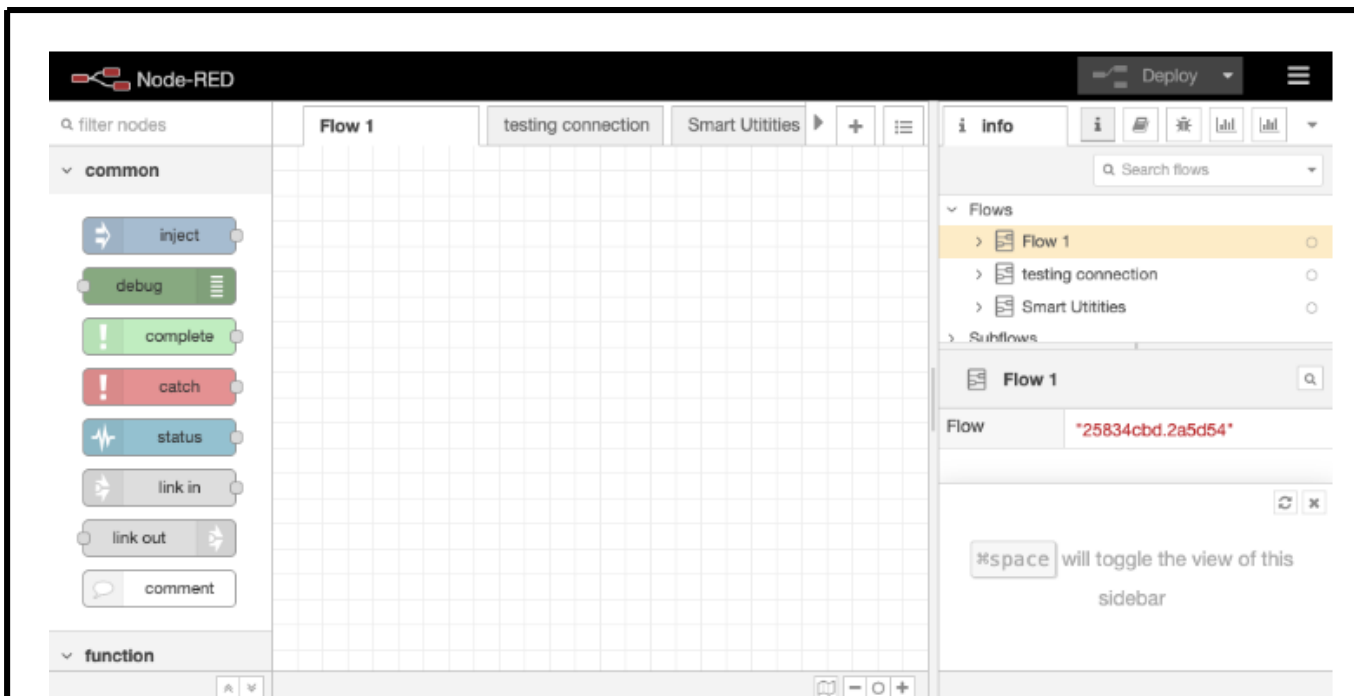 Node-RED
Deploy
filter nodes
Flow 1
testing connection
Smart Utitities
i info
i
Search flows
common
inject
debug
complete
catch
status
link in
link out
comment
function
Flows
Flow 1
testing connection
Smart Utitities
Subflows
Flow 1
Flow
"25834cbd.2a5d54"
⌘space will toggle the view of this
sidebar